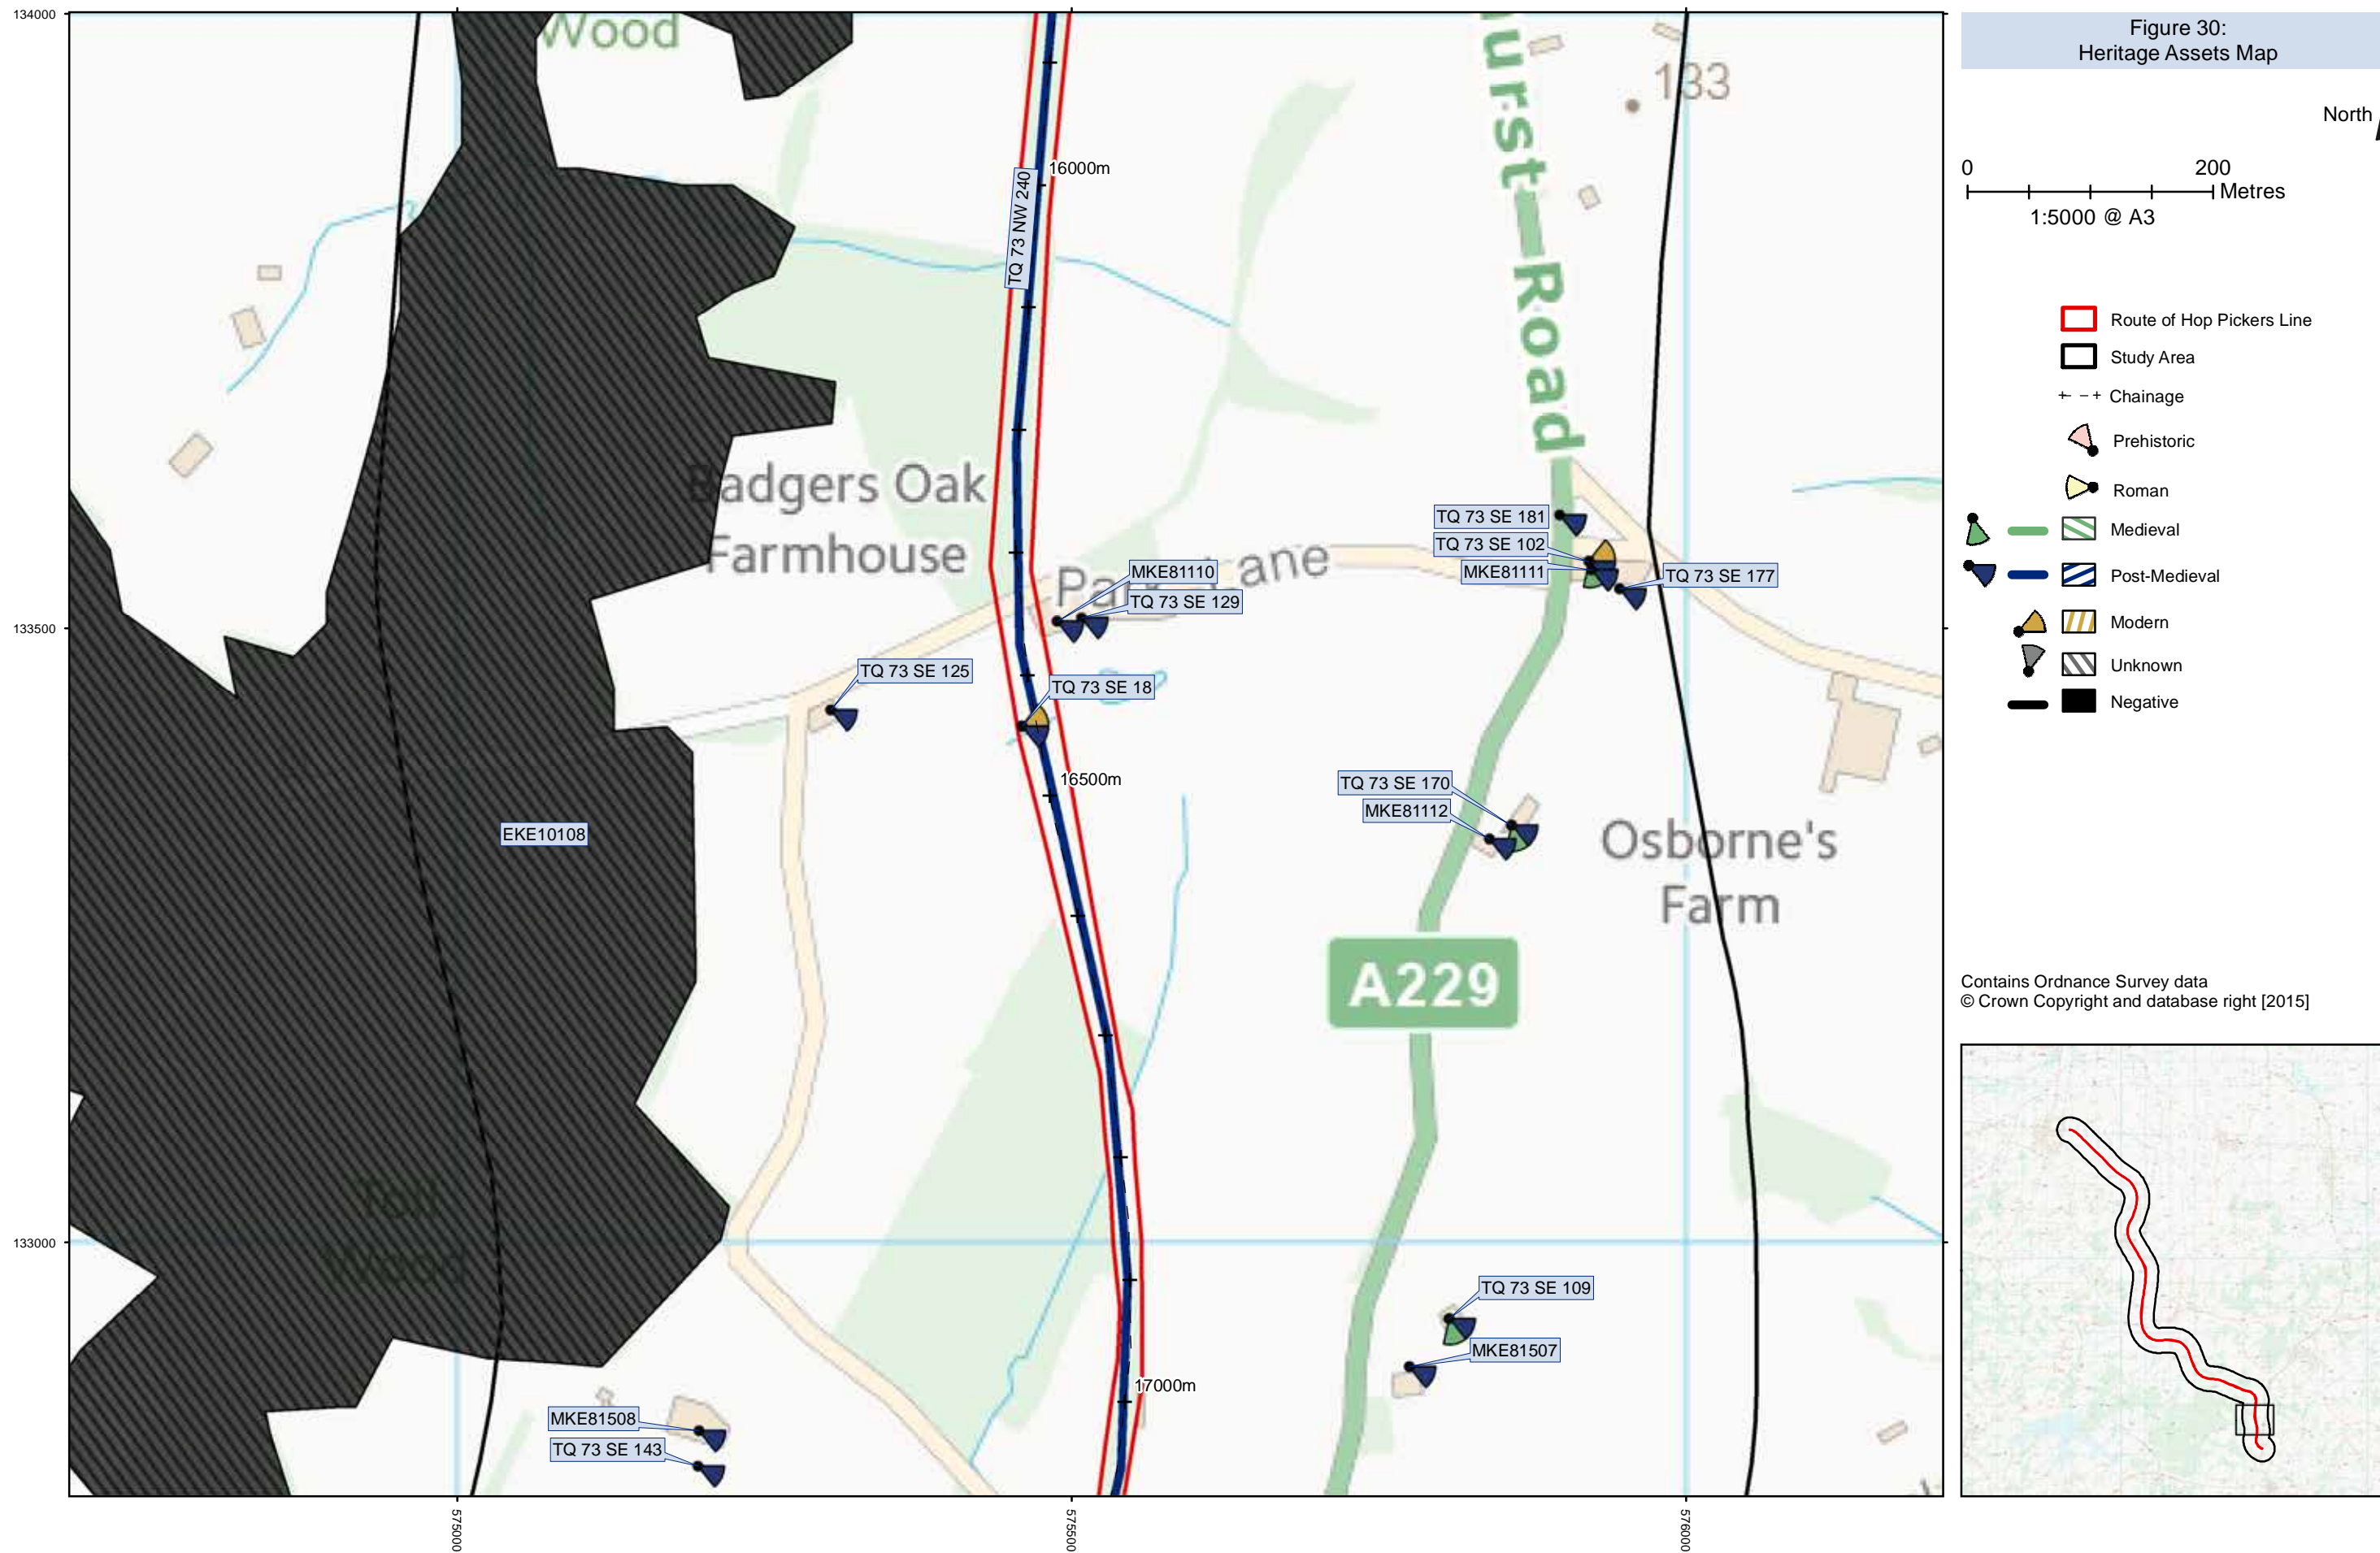 134000
133500
133000
575000
575500
576000
Wood
16000m
TQ 73 NW 240
urst Road
133
Badgers Oak
Farmhouse
Park Lane
MKE81110
TQ 73 SE 129
TQ 73 SE 181
TQ 73 SE 102
MKE81111
TQ 73 SE 177
TQ 73 SE 125
TQ 73 SE 18
16500m
TQ 73 SE 170
MKE81112
EKE10108
Osborne's
Farm
A229
Wood
TQ 73 SE 109
MKE81507
17000m
MKE81508
TQ 73 SE 143
Figure 30:
Heritage Assets Map
North
0 200
Metres
1:5000 @ A3
Route of Hop Pickers Line
Study Area
Chainage
Prehistoric
Roman
Medieval
Post-Medieval
Modern
Unknown
Negative
Contains Ordnance Survey data
© Crown Copyright and database right [2015]